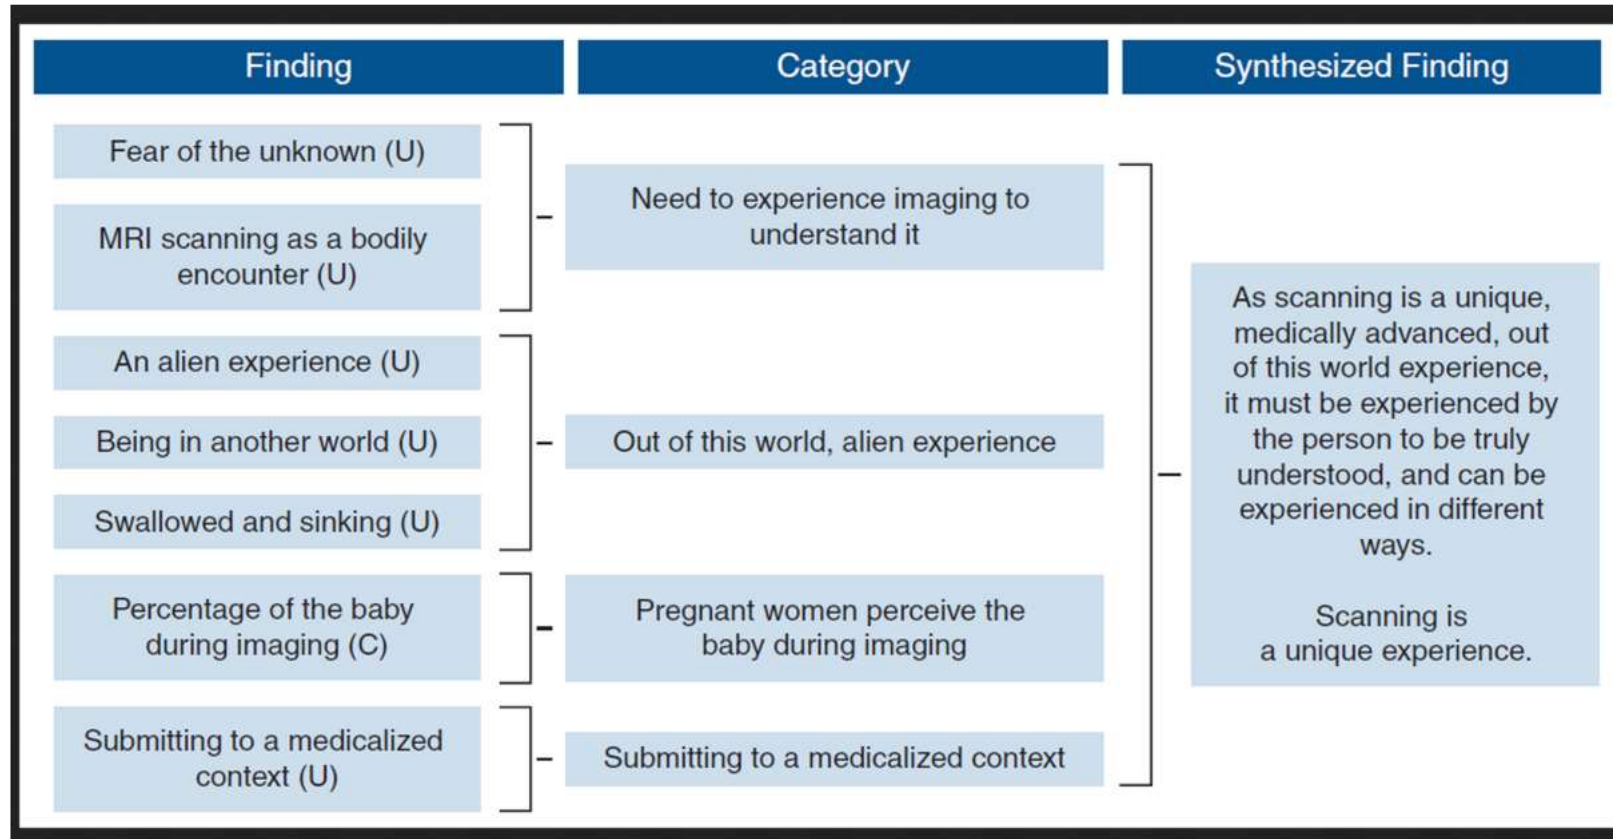 Finding
Category
Synthesized Finding
Fear of the unknown (U)
MRI scanning as a bodily
encounter (U)
Need to experience imaging to
understand it
An alien experience (U)
Being in another world (U)
Swallowed and sinking (U)
Out of this world, alien experience
Percentage of the baby
during imaging (C)
Pregnant women perceive the
baby during imaging
Submitting to a medicalized
context (U)
Submitting to a medicalized context
As scanning is a unique,
medically advanced, out
of this world experience,
it must be experienced by
the person to be truly
understood, and can be
experienced in different
ways.
Scanning is
a unique experience.